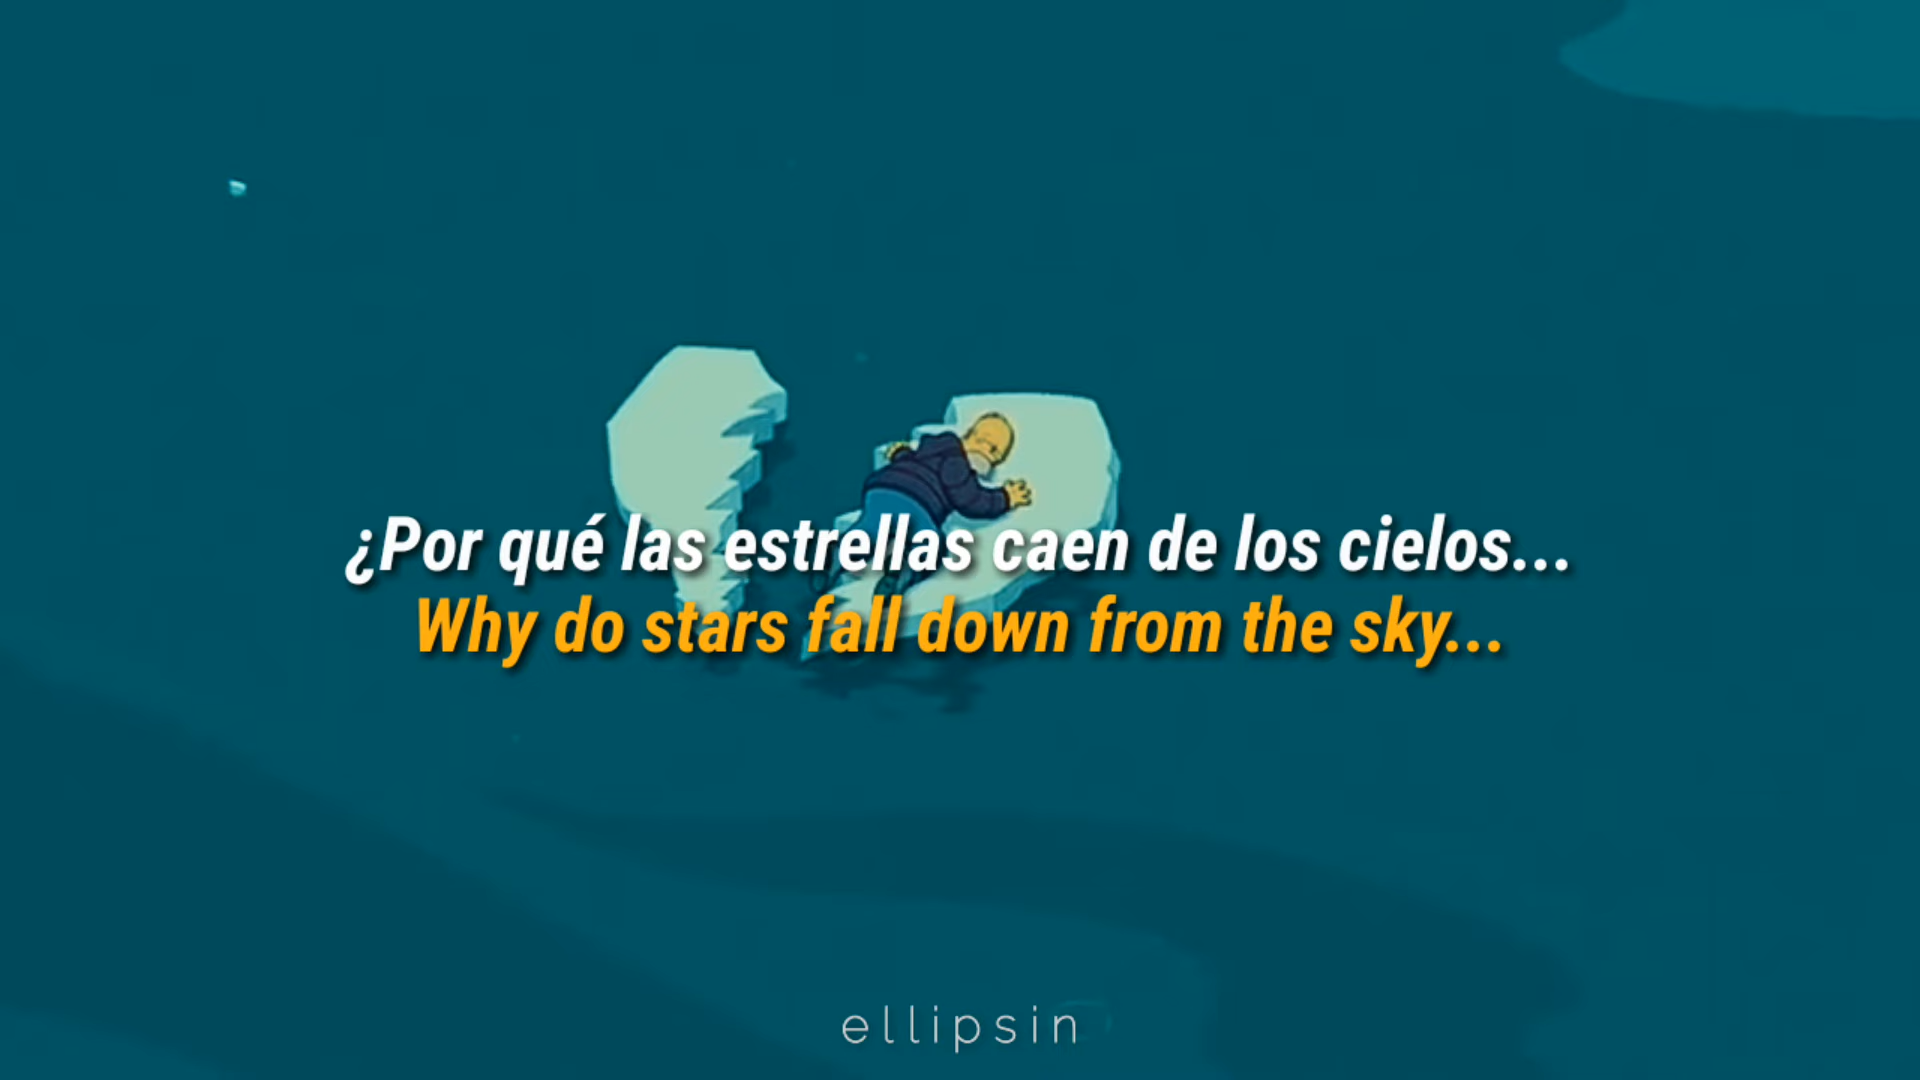 ¿Por qué las estrellas caen de los cielos...
Why do stars fall down from the sky...
ellipsin